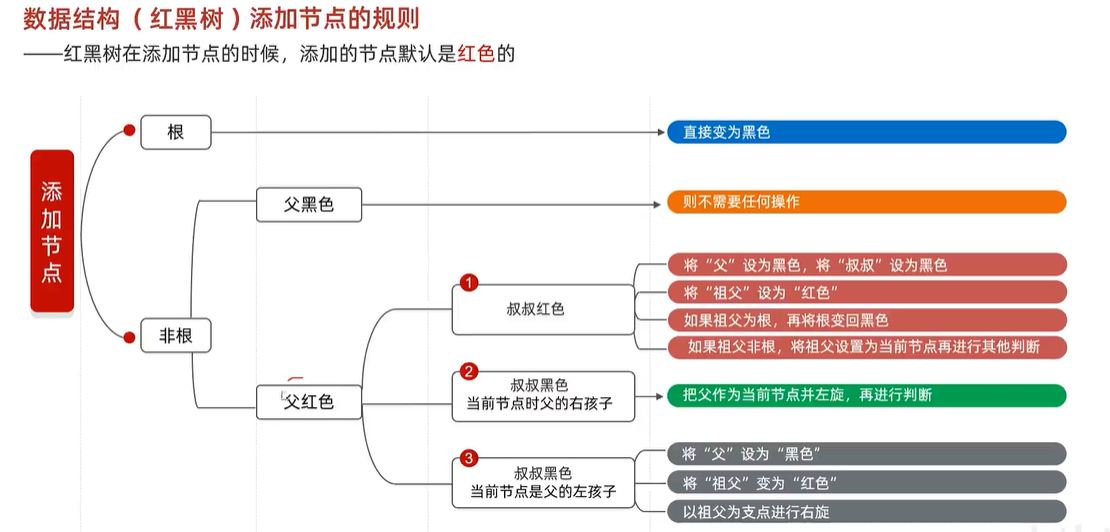 数据结构（红黑树）添加节点的规则
——红黑树在添加节点的时候，添加的节点默认是红色的
添加节点
根
直接变为黑色
非根
父黑色
则不需要任何操作
父红色
1
叔叔红色
将“父”设为黑色，将“叔叔”设为黑色
将“祖父”设为“红色”
如果祖父为根，再将根变回黑色
如果祖父非根，将祖父设置为当前节点再进行其他判断
2
叔叔黑色
当前节点时父的右孩子
把父作为当前节点并左旋，再进行判断
3
叔叔黑色
当前节点是父的左孩子
将“父”设为“黑色”
将“祖父”变为“红色”
以祖父为支点进行右旋